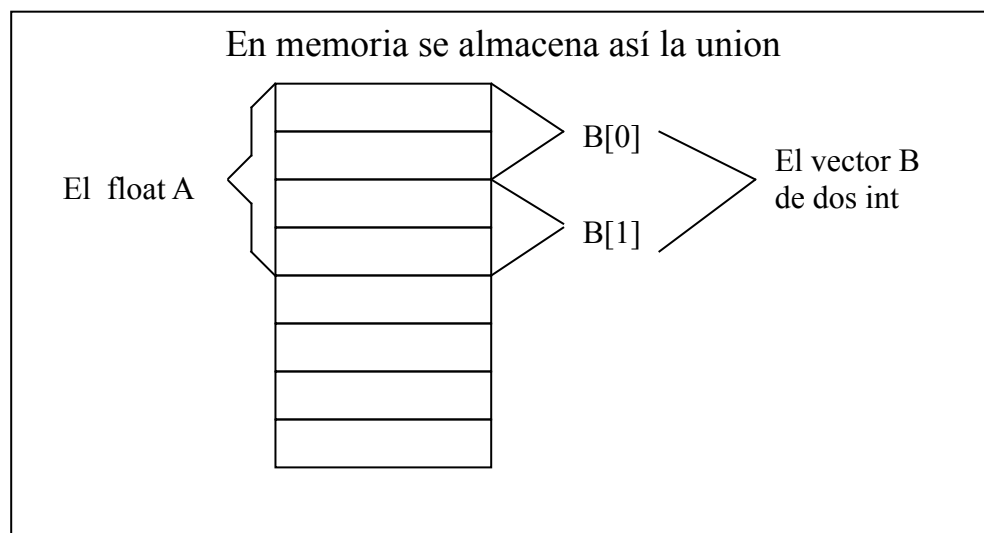 En memoria se almacena así la union
El float A
B[0]
B[1]
El vector B
de dos int